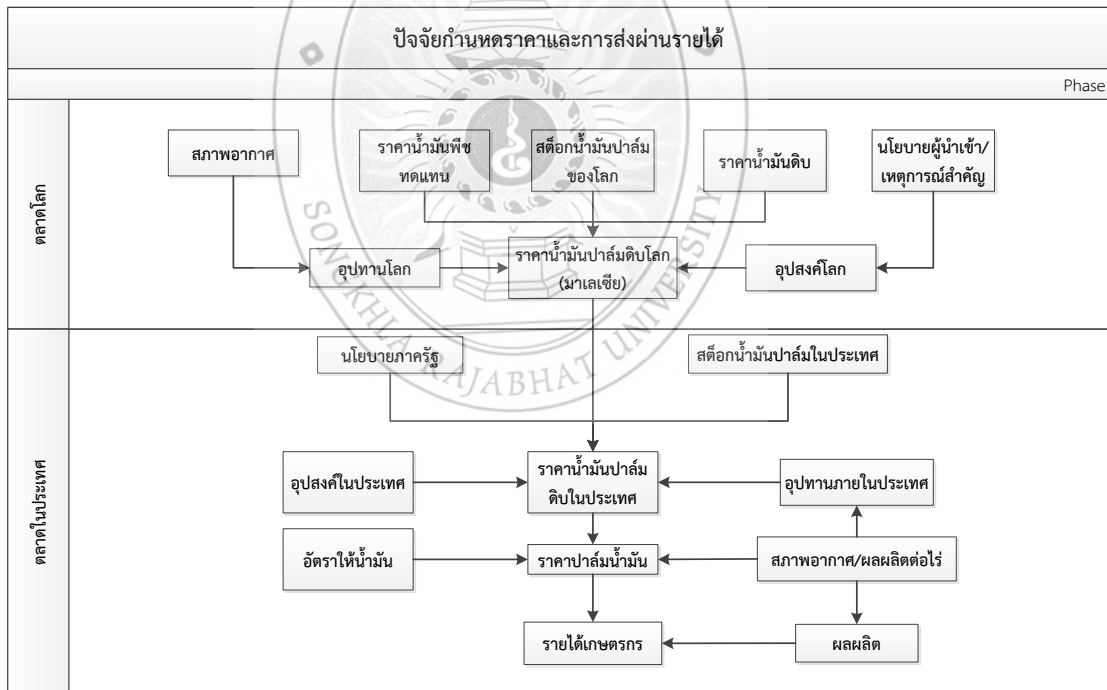 ปัจจัยกำนหดราคาและการส่งผ่านรายได้
Phase
ตลาดโลก
สภาพอากาศ
ราคาน้ำมันพืช
ทดแทน
สต็อกน้ำมันปาล์ม
ของโลก
ราคาน้ำมันดิบ
นโยบายผู้นำเข้า/
เหตุการณ์สำคัญ
อุปทานโลก
ราคาน้ำมันปาล์มดิบโลก
(มาเลเซีย)
อุปสงค์โลก
ตลาดในประเทศ
นโยบายภาครัฐ
สต็อกน้ำมันปาล์มในประเทศ
อุปสงค์ในประเทศ
ราคาน้ำมันปาล์ม
ดิบในประเทศ
อุปทานภายในประเทศ
อัตราให้น้ำมัน
ราคาปาล์มน้ำมัน
สภาพอากาศ/ผลผลิตต่อไร่
รายได้เกษตรกร
ผลผลิต
SONGKHLA RAJABHAT UNIVERSITY